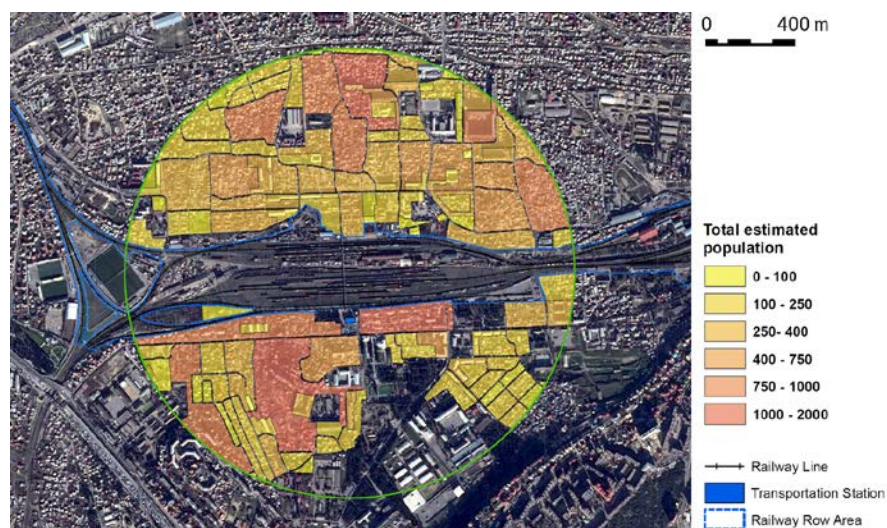 0 400 m
Total estimated
population
0 - 100
100 - 250
250- 400
400 - 750
750 - 1000
1000 - 2000
Railway Line
Transportation Station
Railway Row Area